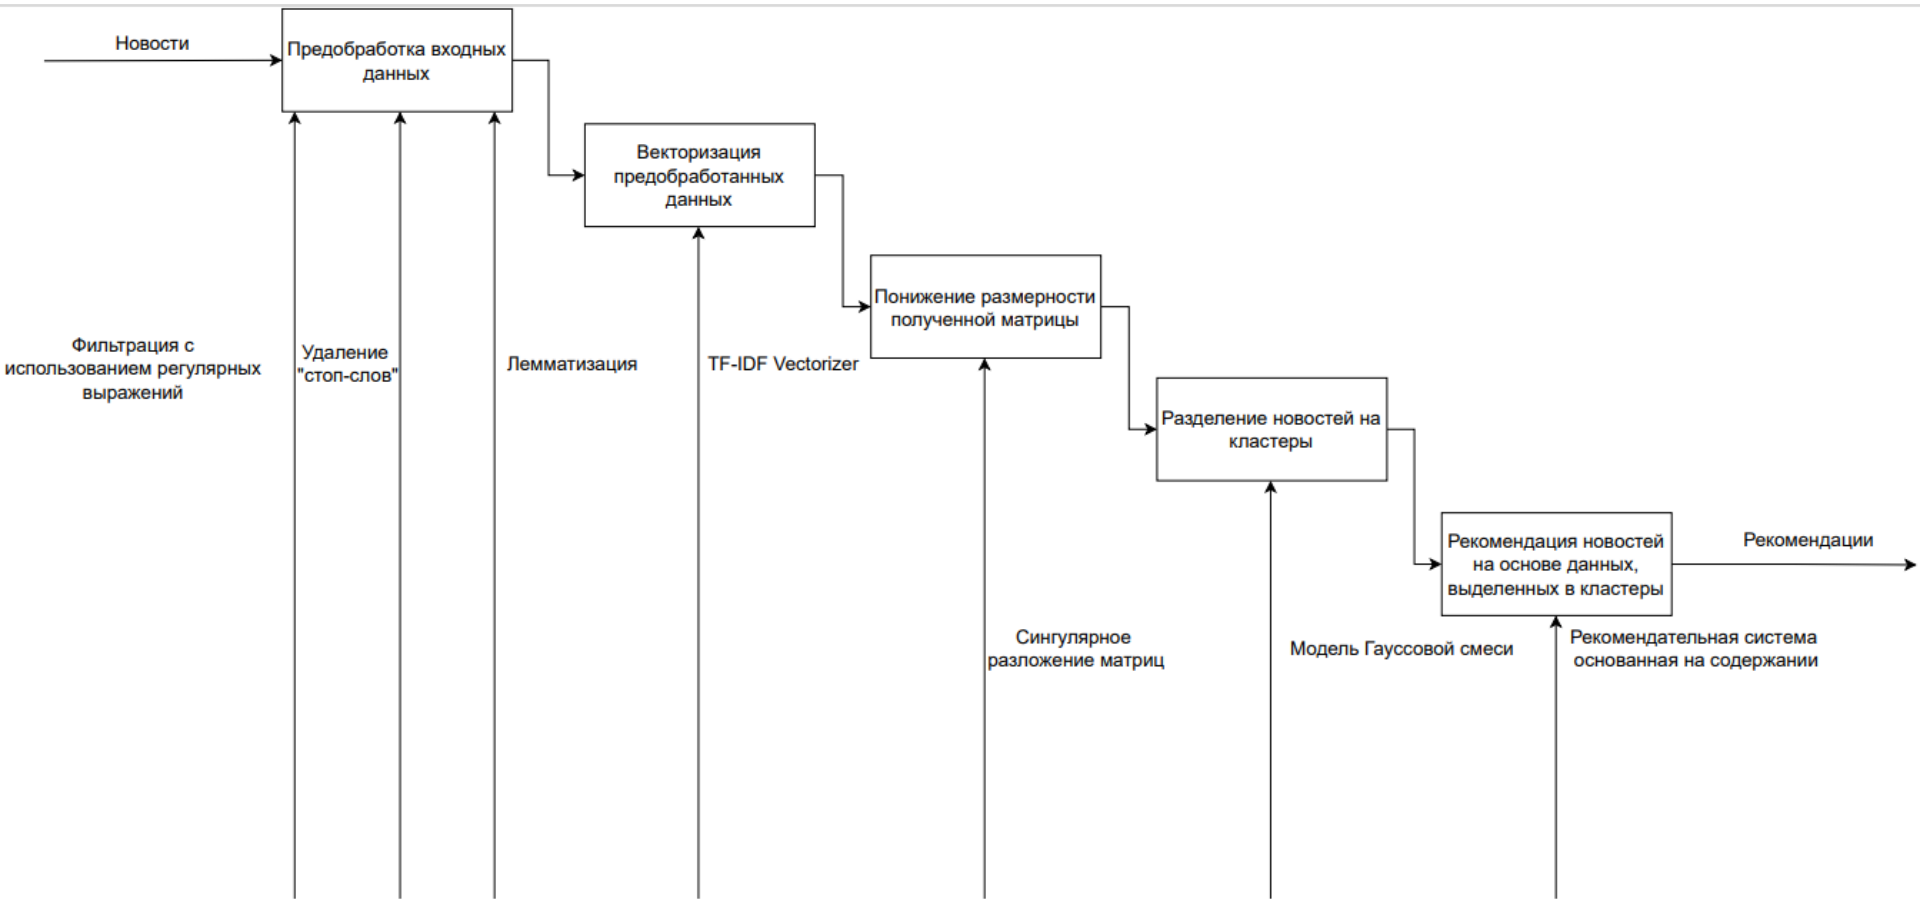 Новости
Предобработка входных
данных
Векторизация
предобработанных
данных
Понижение размерности
полученной матрицы
Фильтрация с
использованием регулярных
выражений
Удаление
"стоп-слов"
Лемматизация
TF-IDF Vectorizer
Разделение новостей на
кластеры
Рекомендация новостей
на основе данных,
выделенных в кластеры
Рекомендации
Сингулярное
разложение матриц
Модель Гауссовой смеси
Рекомендательная система
основанная на содержании